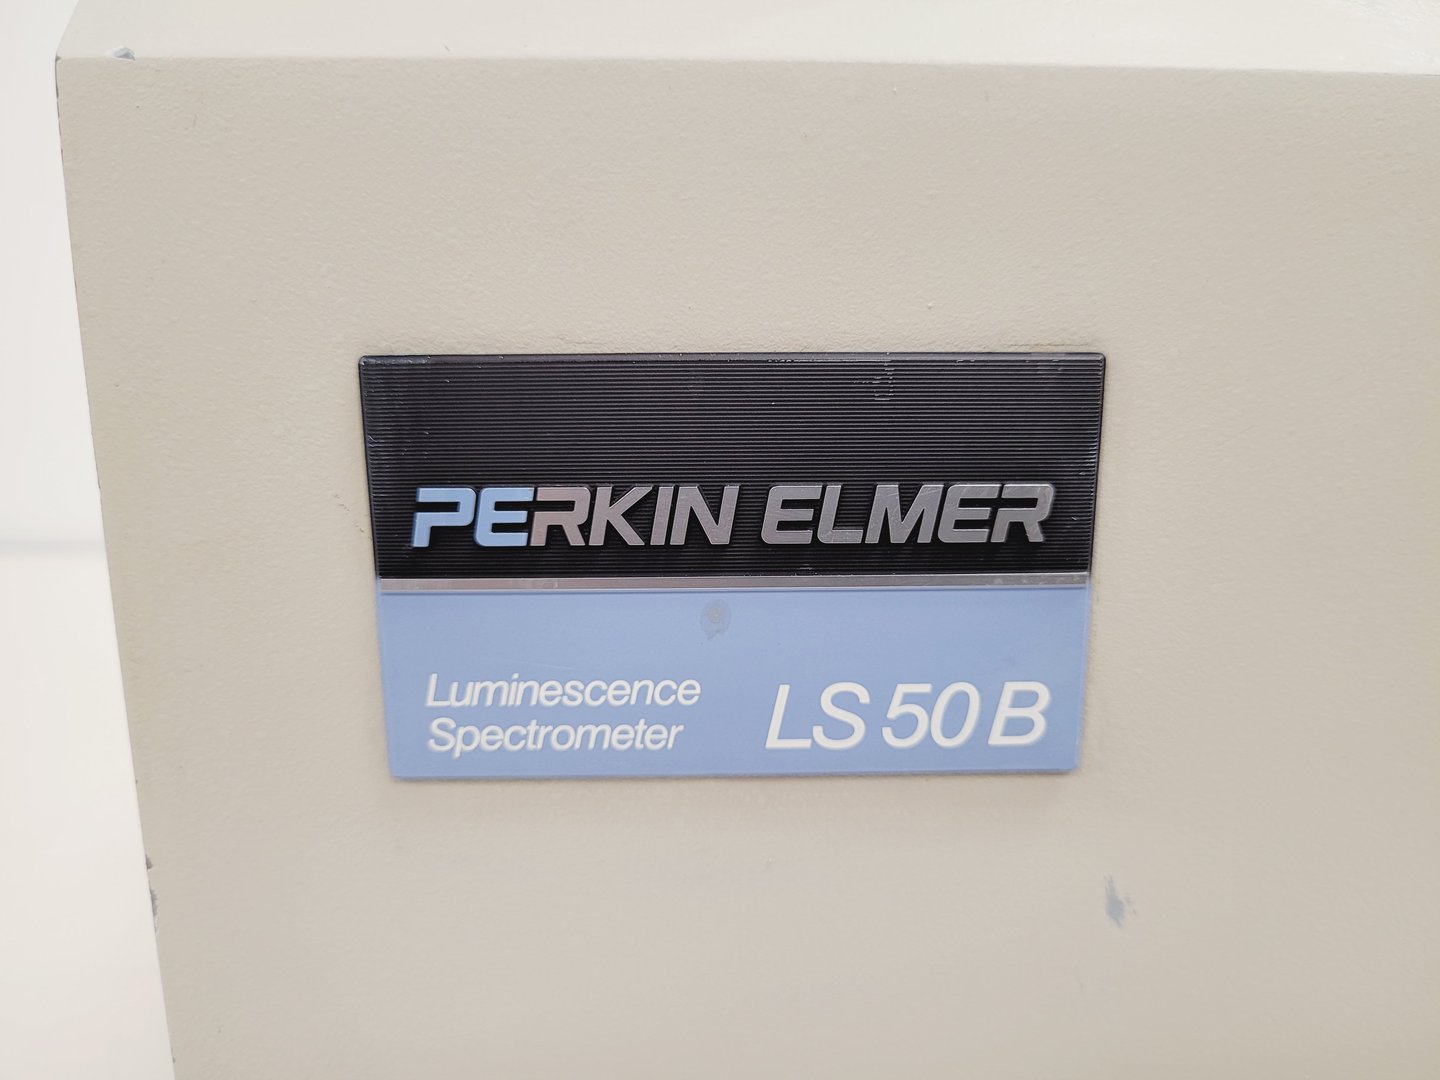 PERKIN ELMER
Luminescence
Spectrometer
LS 50 B